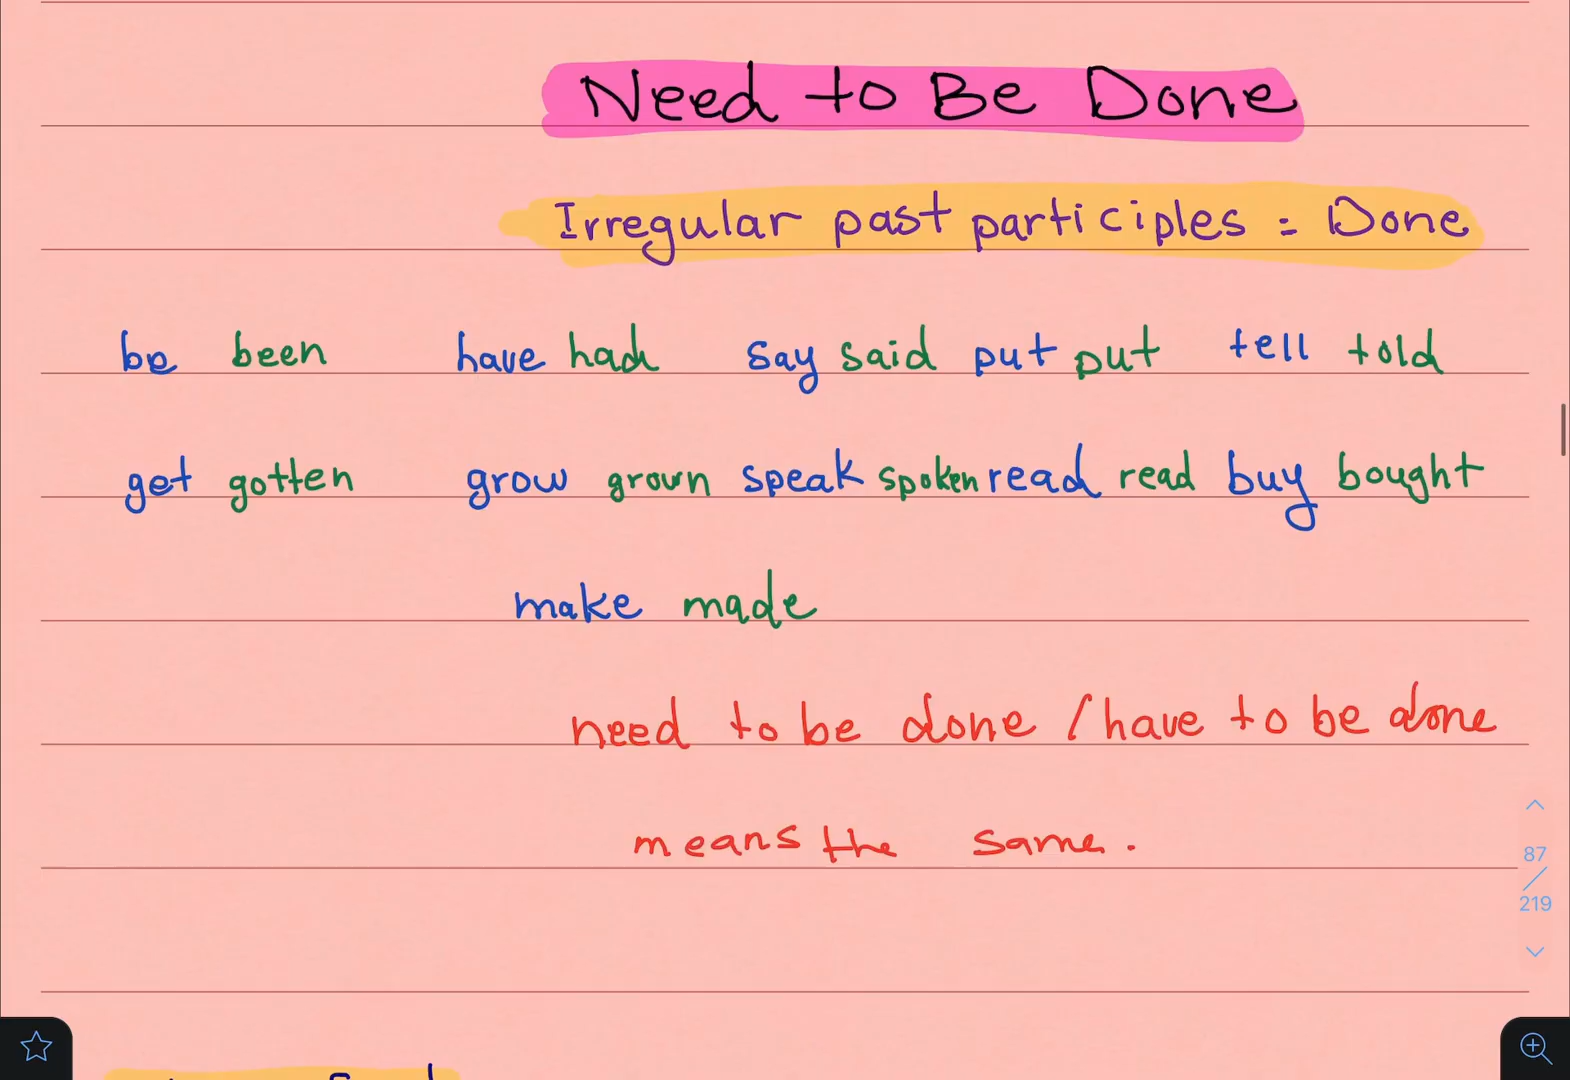 Need to Be Done
Irregular past participles = Done
be been have had say said put put tell told
get gotten grow grown speak spoken read read buy bought
make made
need to be done / have to be done
means the same.
87
219